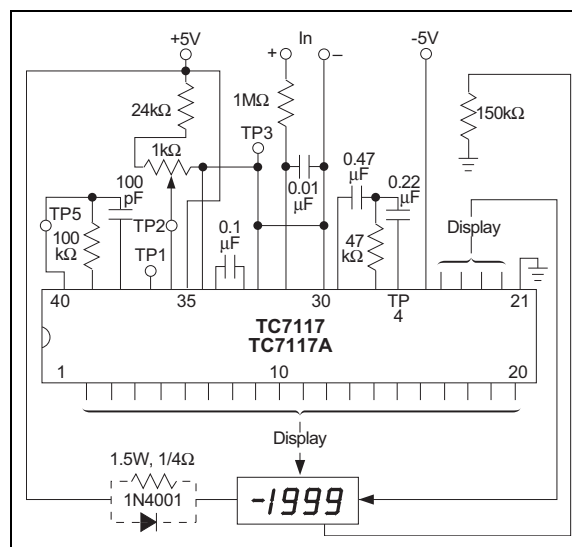 +5V
In
-5V
+
–
24kΩ
1MΩ
150kΩ
TP3
1kΩ
0.47
µF
0.22
µF
100
pF
0.01
µF
TP5
TP2
0.1
µF
Display
100
kΩ
TP1
47
kΩ
40
35
30
TP
4
21
TC7117
TC7117A
1
10
20
Display
1.5W, 1/4Ω
1N4001
-1999